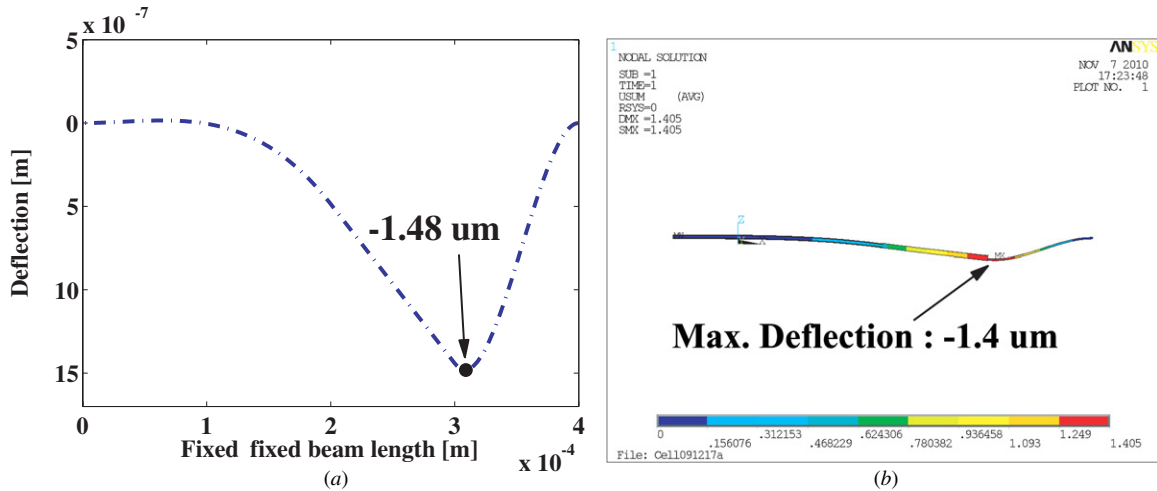 x 10 -7
5
0
5
10
15
Deflection [m]
-1.48 um
0 1 2 3 4
Fixed fixed beam length [m]
x 10 -4
(a)
1
NODAL SOLUTION
SUB =1
TIME=1
USUM (AVG)
RSYS=0
DMX =1.405
SMX =1.405
ANSYS
NOV 7 2010
17:23:48
PLOT NO. 1
MN
Z
X
MX
Max. Deflection : -1.4 um
0 .312153 .624306 .936458 1.249
.156076 .468229 .780382 1.093 1.405
File: Cell091217a
(b)